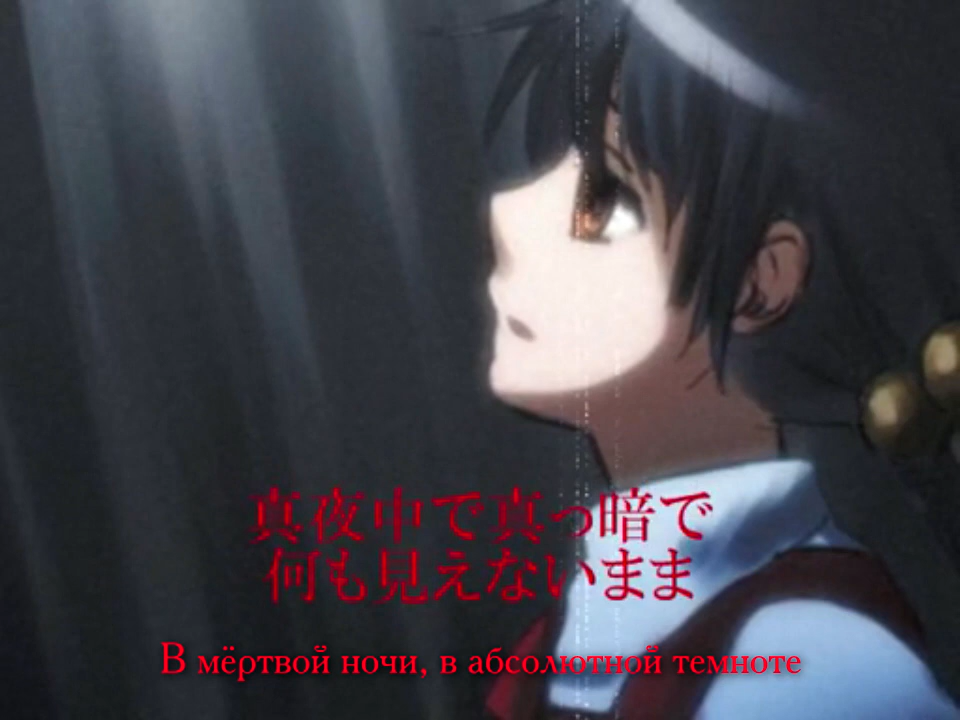 真夜中で真っ暗で
何も見えないまま
В мёртвой ночи, в абсолютной темноте